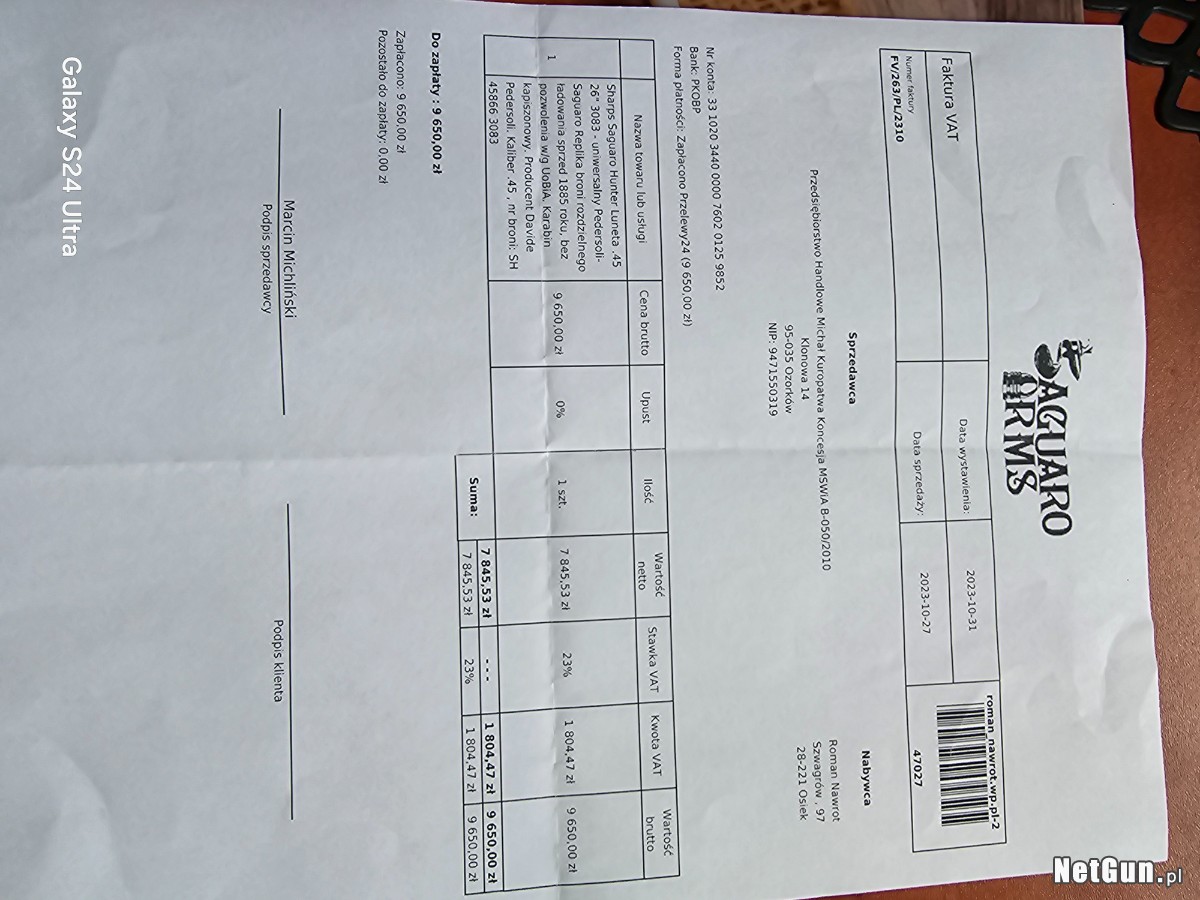 SAGUARO
ARMS
Faktura VAT
Numer faktury
FV/263/PL/2310
Data wystawienia:
2023-10-31
Data sprzedaży:
2023-10-27
roman_nawrot.wp.pl-2
47027
Sprzedawca
Przedsiębiorstwo Handlowe Michał Kuropatwa Koncesja MSWiA B-050/2010
Klonowa 14
95-035 Ozorków
NIP: 9471550319
Nabywca
Roman Nawrot
Szwagrów , 97
28-221 Osiek
Nr konta: 33 1020 3440 0000 7602 0125 9852
Bank: PKOBP
Forma płatności: Zapłacono Przelewy24 (9 650,00 zł)
Nazwa towaru lub usługi
Cena brutto
Upust
Ilość
Wartość
netto
Stawka VAT
Kwota VAT
Wartość
brutto
1
Sharps Saguaro Hunter Luneta .45
26" 3083 - uniwersalny Pedersoli-
Saguaro Replika broni rozdzielnego
ładowania sprzed 1885 roku, bez
pozwolenia w/g UoBiA. Karabin
kapiszonowy. Producent Davide
Pedersoli. Kaliber .45 , nr broni: SH
45866 3083
9 650,00 zł
0%
1 szt.
7 845,53 zł
23%
1 804,47 zł
9 650,00 zł
Suma:
7 845,53 zł
---
1 804,47 zł
9 650,00 zł
7 845,53 zł
23%
1 804,47 zł
9 650,00 zł
Do zapłaty : 9 650,00 zł
Zapłacono: 9 650,00 zł
Pozostało do zapłaty: 0,00 zł
Marcin Michliński
Podpis sprzedawcy
Podpis klienta
Galaxy S24 Ultra
NetGun.pl